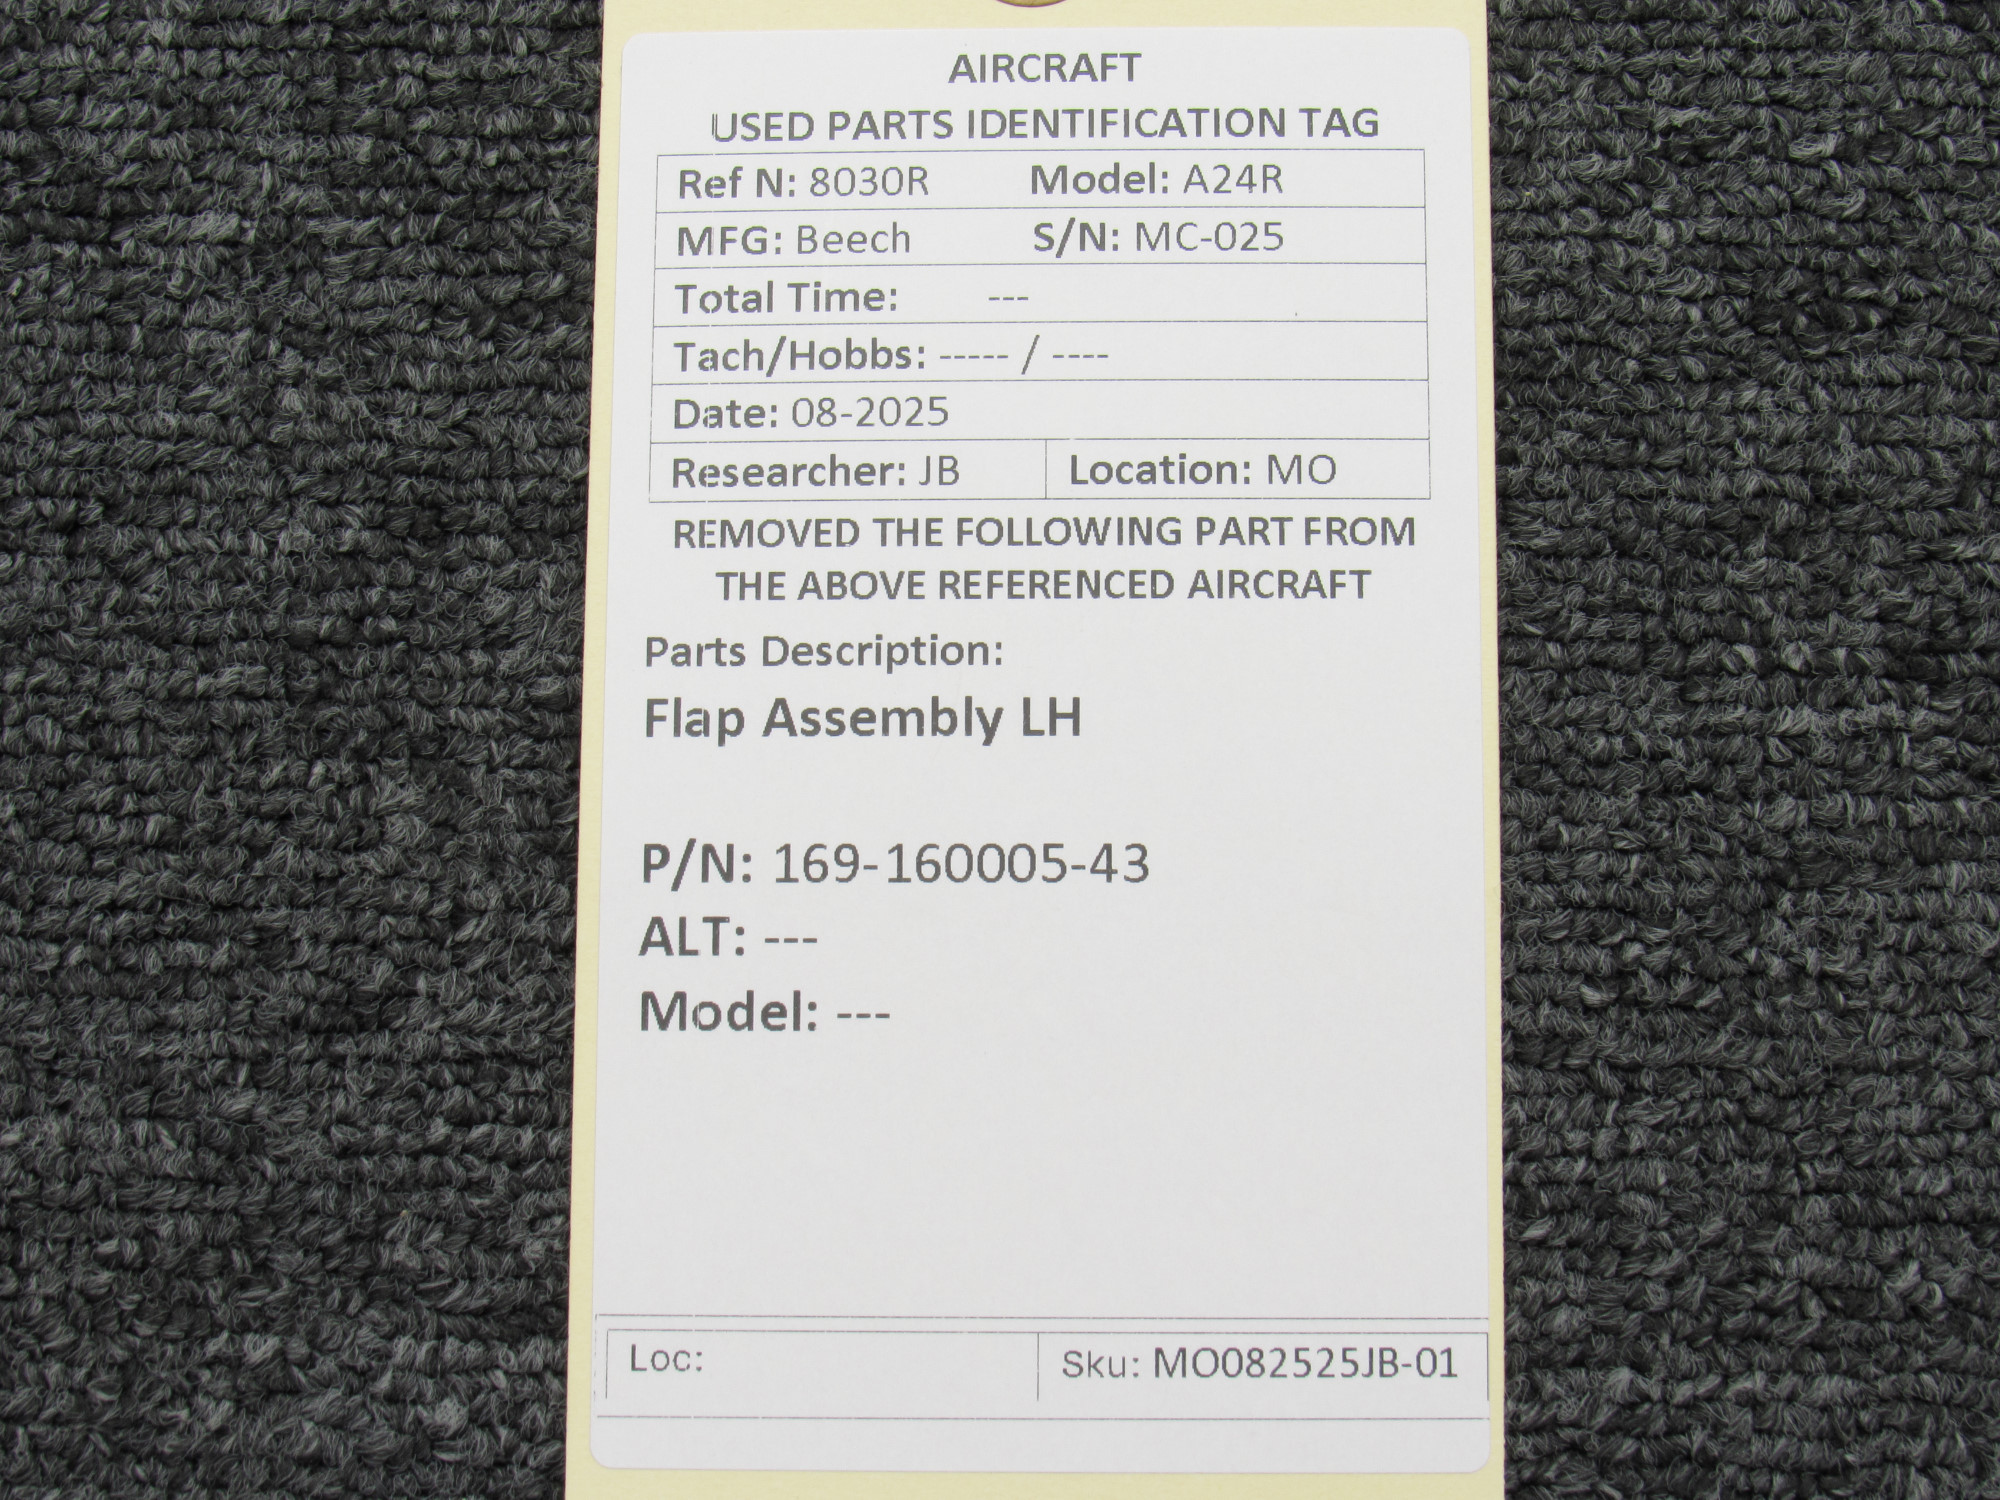 AIRCRAFT
USED PARTS IDENTIFICATION TAG
Ref N: 8030R Model: A24R
MFG: Beech S/N: MC-025
Total Time: ---
Tach/Hobbs: ----- / ----
Date: 08-2025
Researcher: JB Location: MO
REMOVED THE FOLLOWING PART FROM
THE ABOVE REFERENCED AIRCRAFT
Parts Description:
Flap Assembly LH
P/N: 169-160005-43
ALT: ---
Model: ---
Loc: Sku: MO082525JB-01